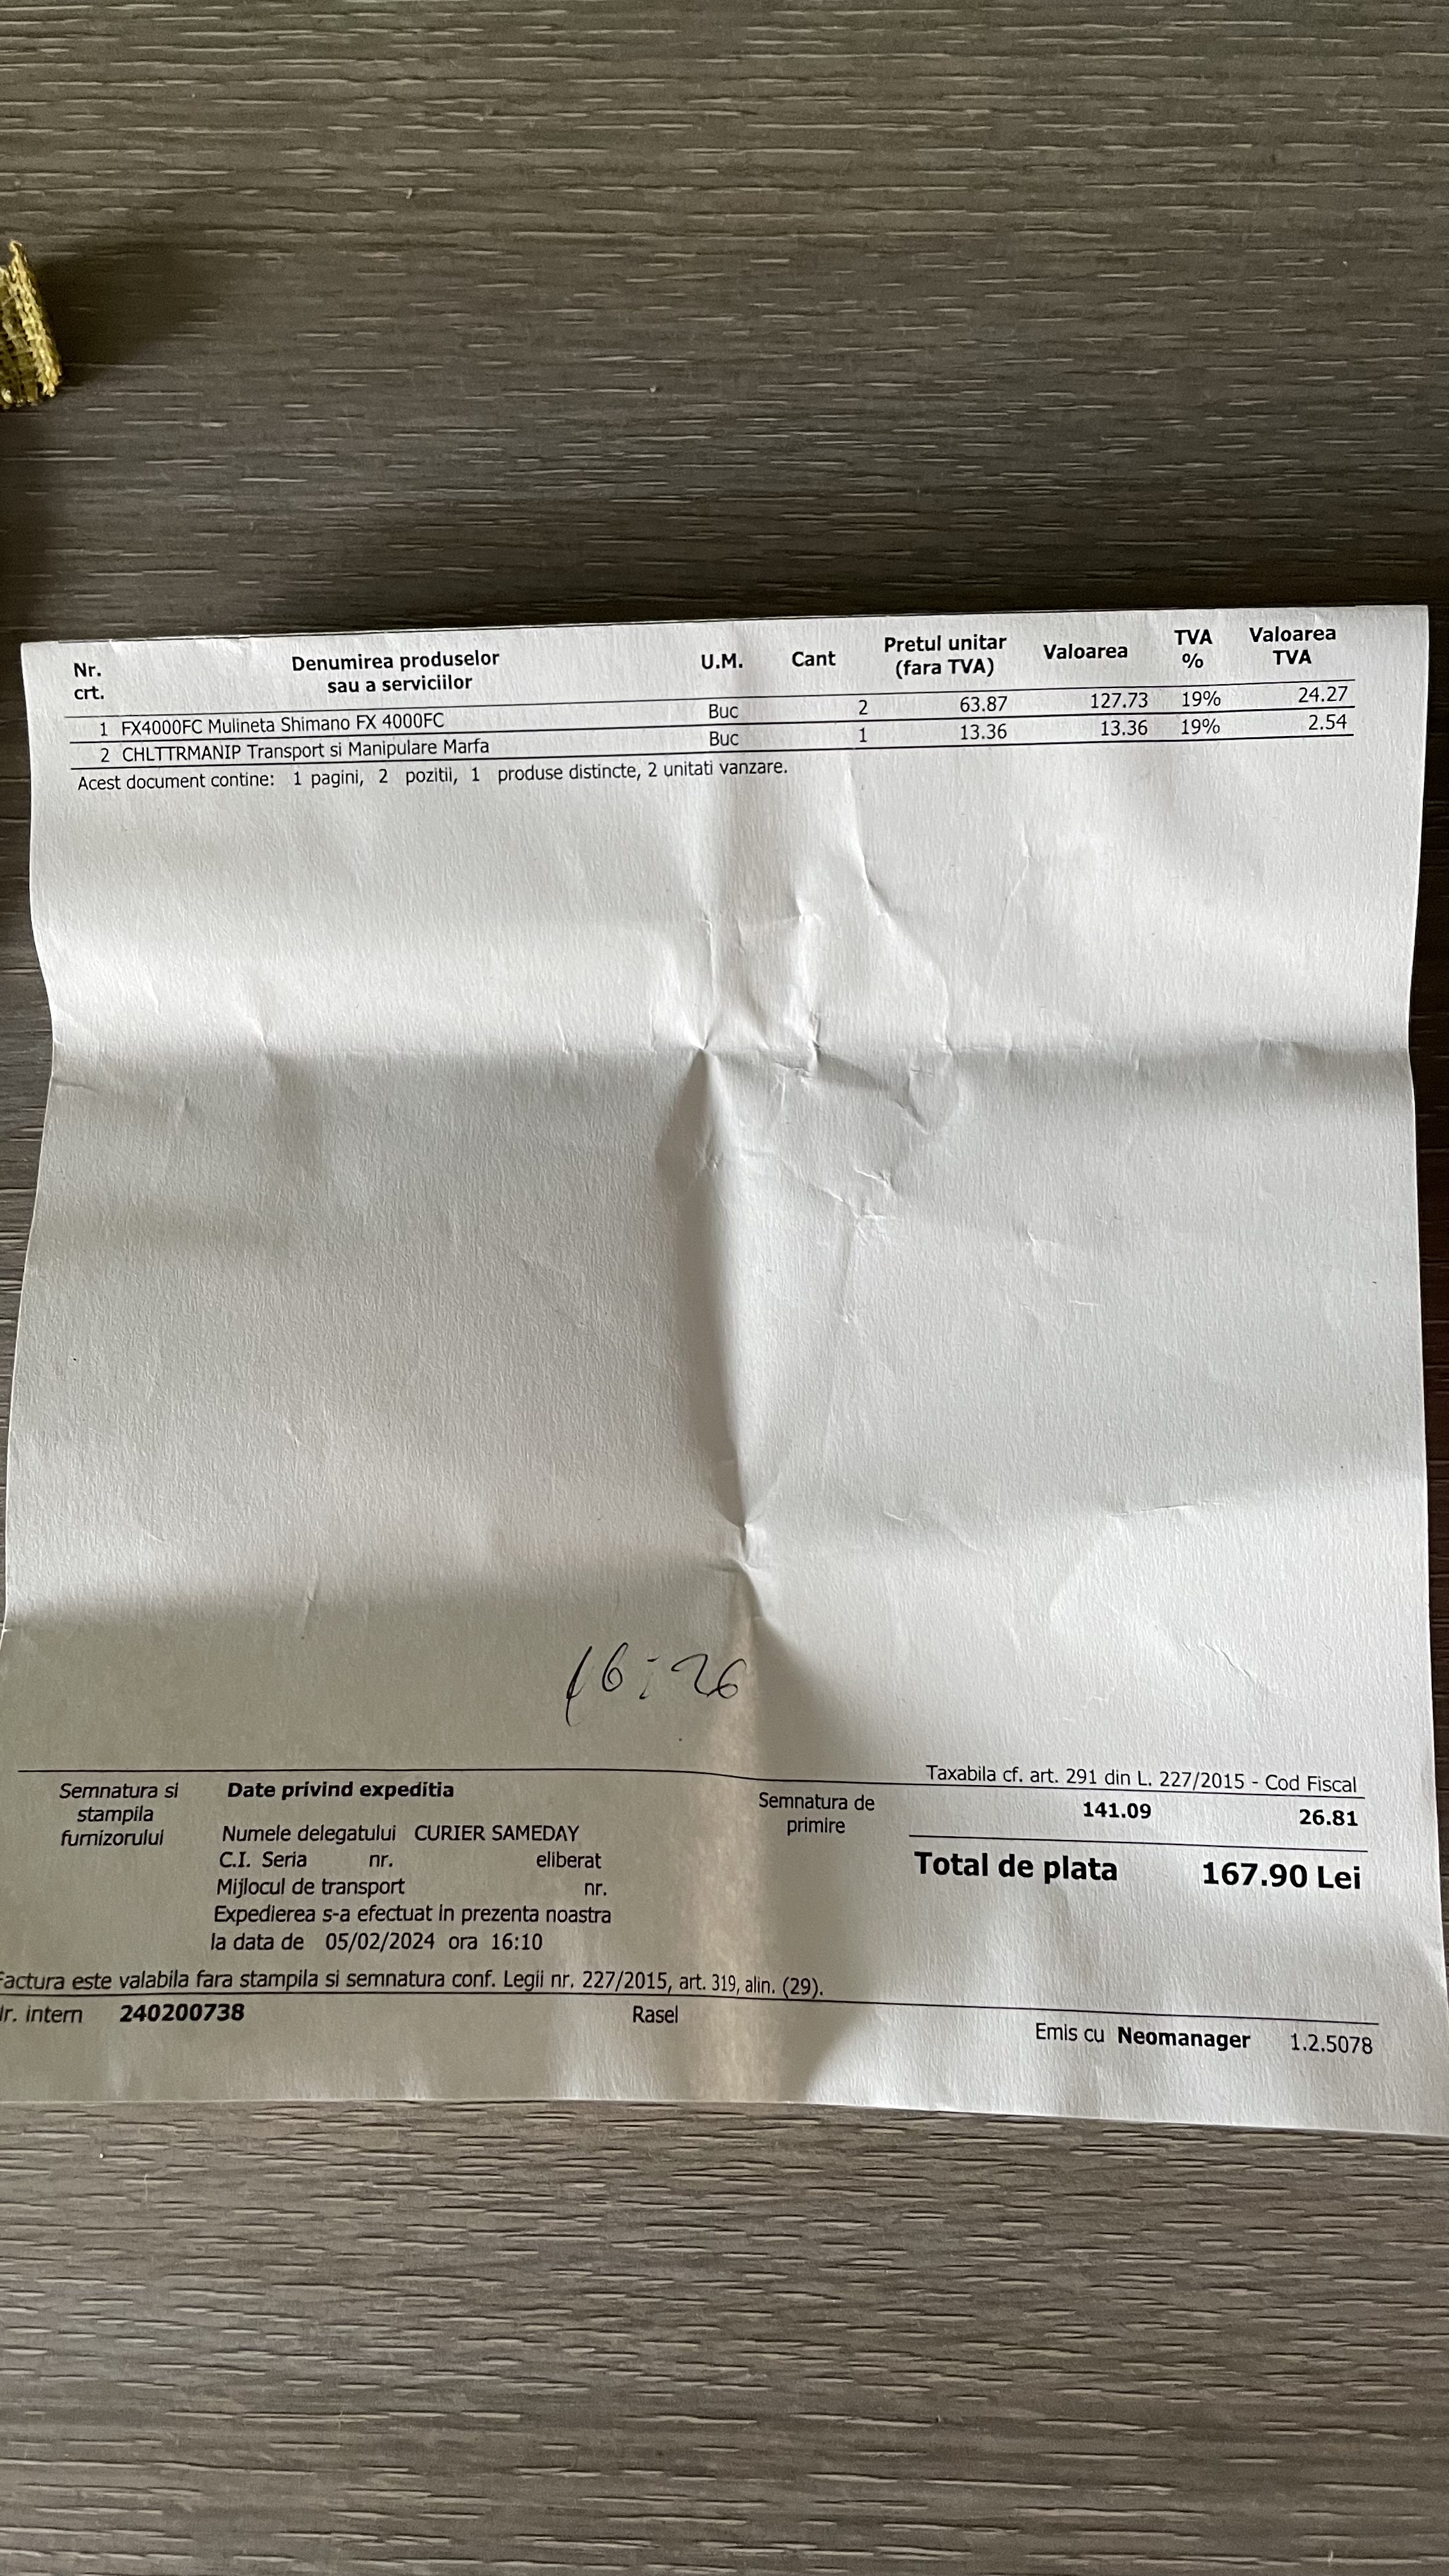 Nr. crt. Denumirea produselor sau a serviciilor U.M. Cant Pretul unitar (fara TVA) Valoarea TVA % Valoarea TVA
1 FX4000FC Mulineta Shimano FX 4000FC Buc 2 63.87 127.73 19% 24.27
2 CHLTTRMANIP Transport si Manipulare Marfa Buc 1 13.36 13.36 19% 2.54
Acest document contine: 1 pagini, 2 pozitii, 1 produse distincte, 2 unitati vanzare.
16:26
Semnatura si stampila furnizorului
Date privind expeditia
Numele delegatului CURIER SAMEDAY
C.I. Seria nr. eliberat
Mijlocul de transport nr.
Expedierea s-a efectuat in prezenta noastra
la data de 05/02/2024 ora 16:10
Semnatura de primire
Taxabila cf. art. 291 din L. 227/2015 - Cod Fiscal
141.09 26.81
Total de plata 167.90 Lei
Factura este valabila fara stampila si semnatura conf. Legii nr. 227/2015, art. 319, alin. (29).
Nr. intern 240200738 Rasel Emis cu Neomanager 1.2.5078